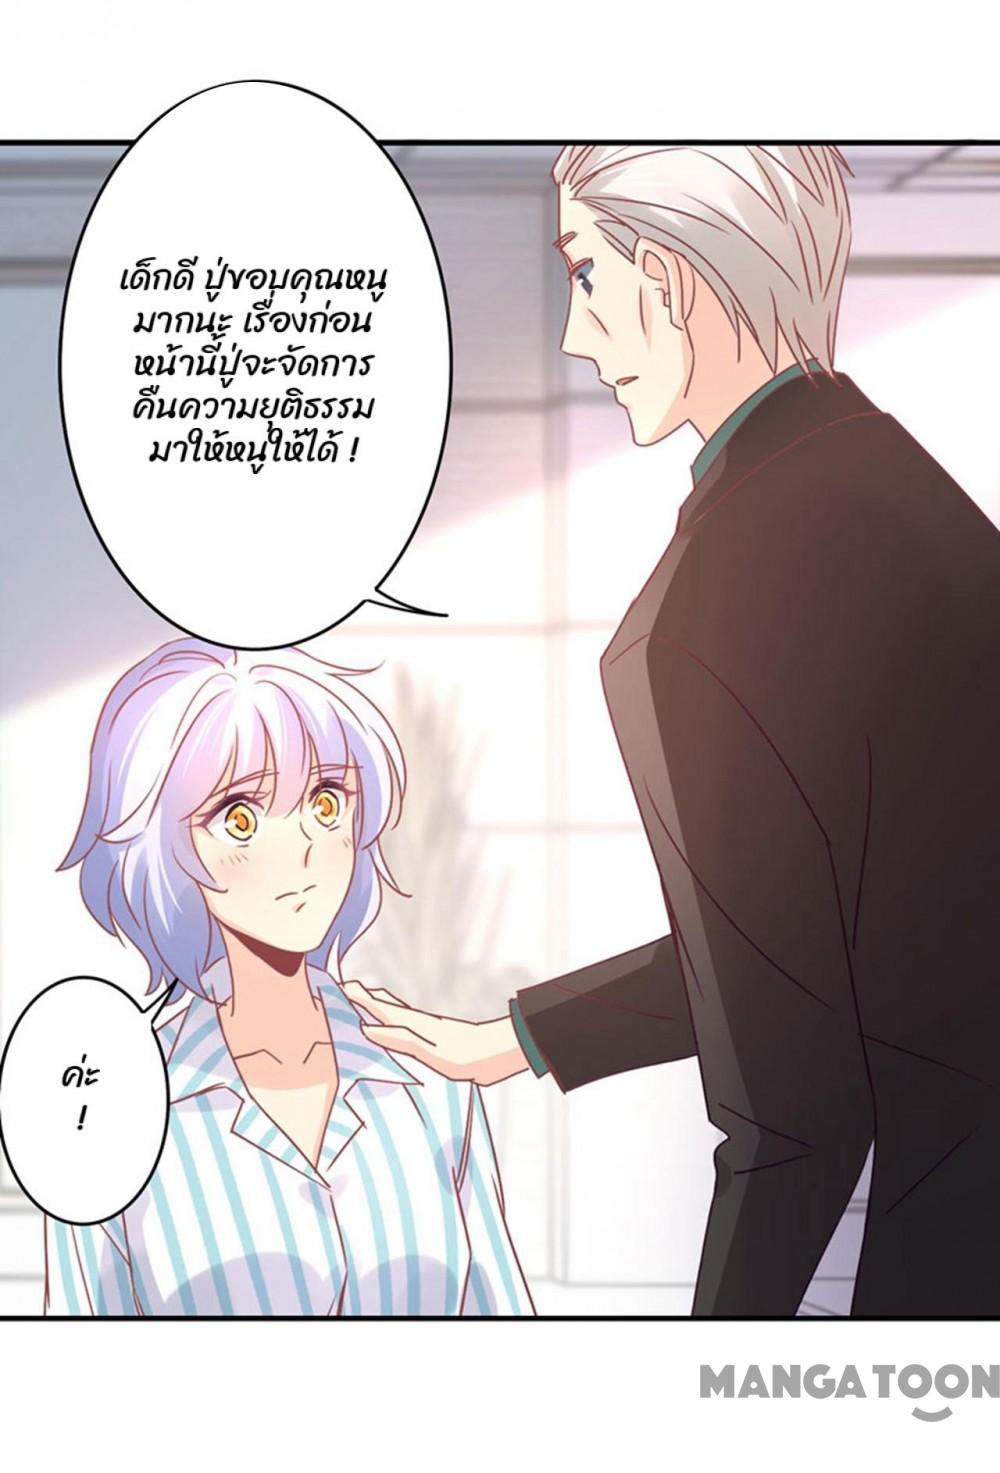 เด็กดี ปู่ขอบคุณหนู
มากนะ เรื่องก่อน
หน้านี้ปู่จะจัดการ
คืนความยุติธรรม
มาให้หนูให้ได้ !
ค่ะ
!
MANGATOON